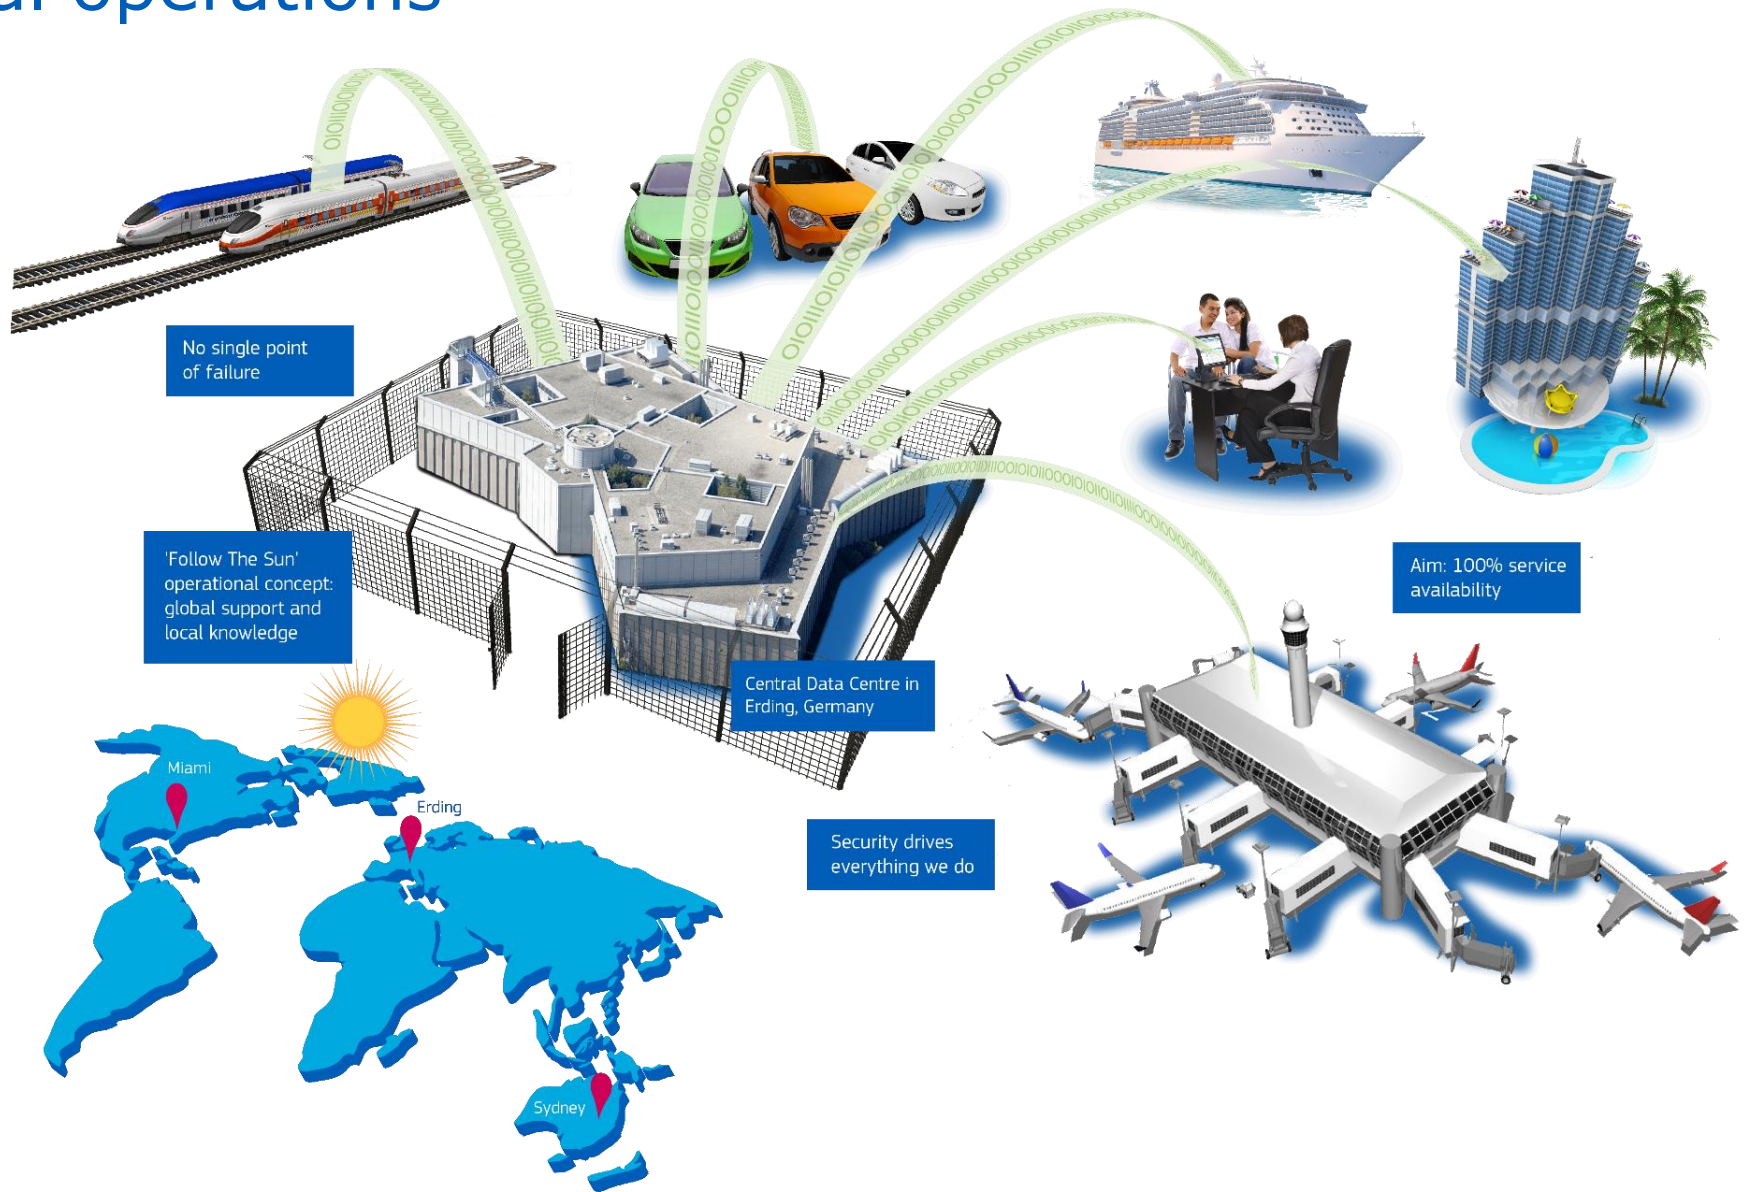 operations
No single point
of failure
'Follow The Sun'
operational concept:
global support and
local knowledge
Central Data Centre in
Erding, Germany
Aim: 100% service
availability
Security drives
everything we do
Miami
Erding
Sydney